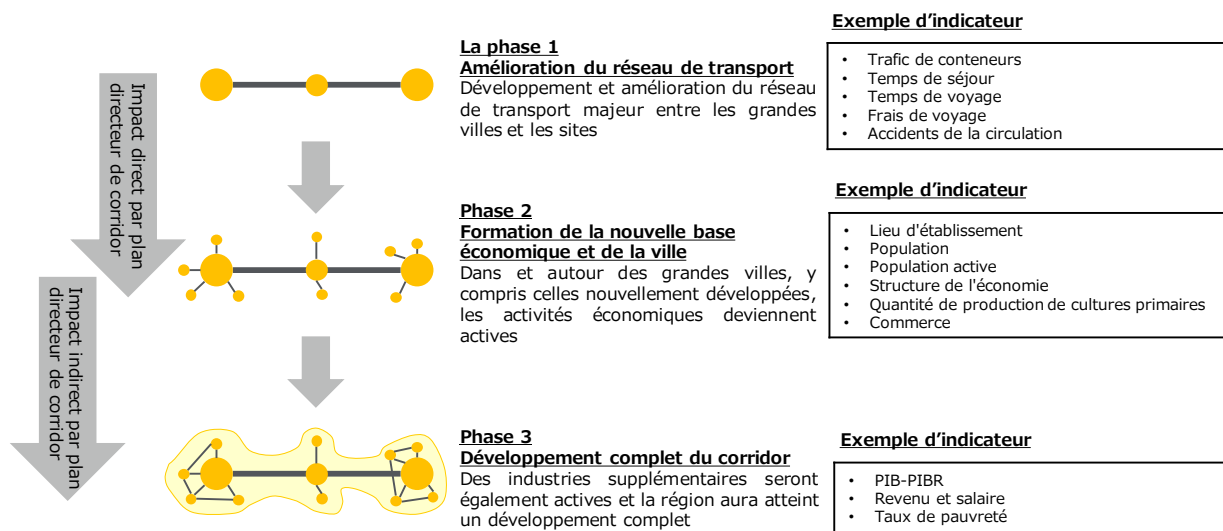 Impact direct par plan
directeur de corridor
Impact indirect par plan
directeur de corridor
La phase 1
Amélioration du réseau de transport
Développement et amélioration du réseau
de transport majeur entre les grandes
villes et les sites
Exemple d’indicateur
• Trafic de conteneurs
• Temps de séjour
• Temps de voyage
• Frais de voyage
• Accidents de la circulation
Phase 2
Formation de la nouvelle base
économique et de la ville
Dans et autour des grandes villes, y
compris celles nouvellement développées,
les activités économiques deviennent
actives
Exemple d’indicateur
• Lieu d'établissement
• Population
• Population active
• Structure de l'économie
• Quantité de production de cultures primaires
• Commerce
Phase 3
Développement complet du corridor
Des industries supplémentaires seront
également actives et la région aura atteint
un développement complet
Exemple d’indicateur
• PIB-PIBR
• Revenu et salaire
• Taux de pauvreté